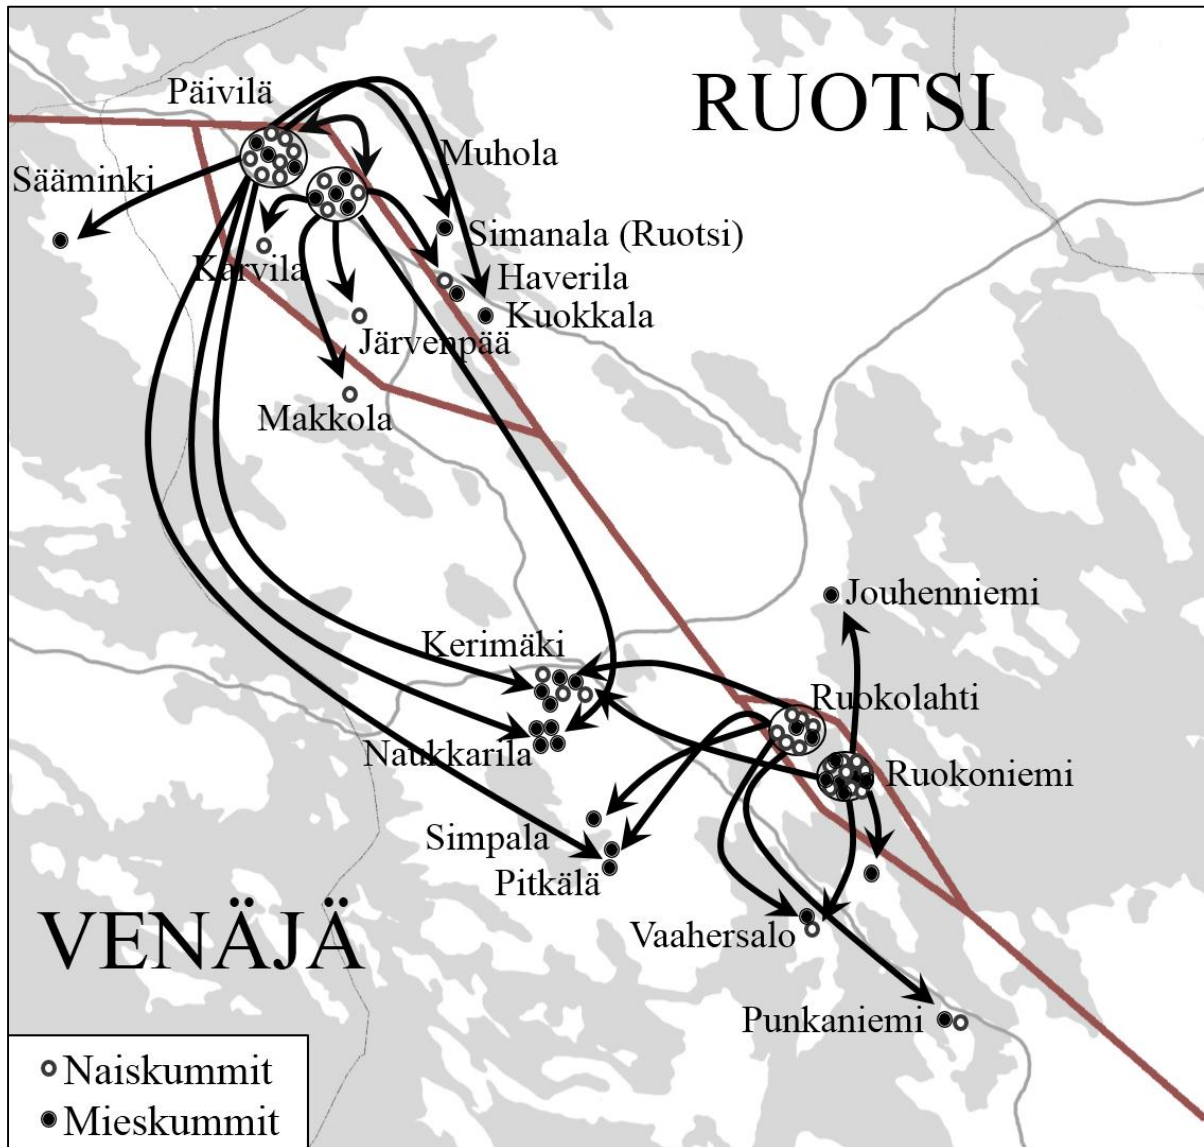 Päivilä
RUOTSI
Muhola
Sääminki
Simanala (Ruotsi)
Karvila
Haverila
Kuokkala
Järvenpää
Makkola
Jouhenniemi
Kerimäki
Ruokolahti
Naukkarila
Ruokoniemi
Simpala
Pitkälä
VENÄJÄ
Vaahersalo
Punkaniemi
Naiskummit
Mieskummit